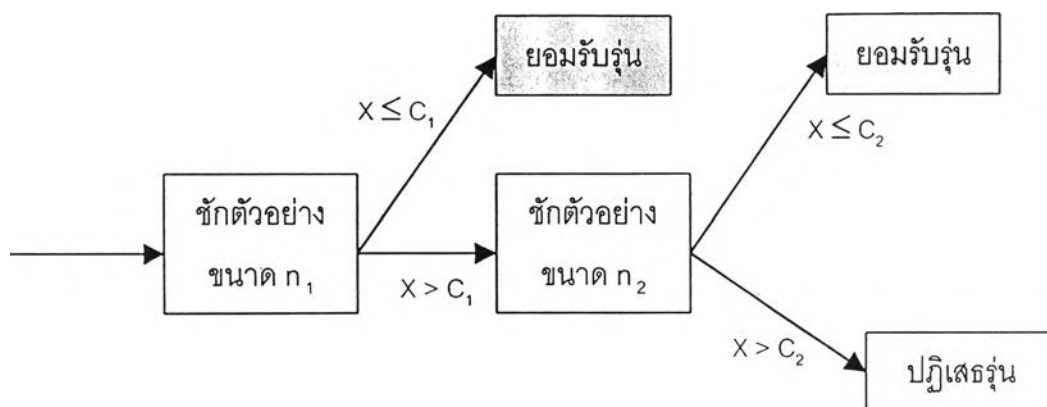 ยอมรับรุ่น
ยอมรับรุ่น
X ≤ C₁
X ≤ C₂
ชักตัวอย่าง
ขนาด n₁
ชักตัวอย่าง
ขนาด n₂
X > C₁
X > C₂
ปฏิเสธรุ่น